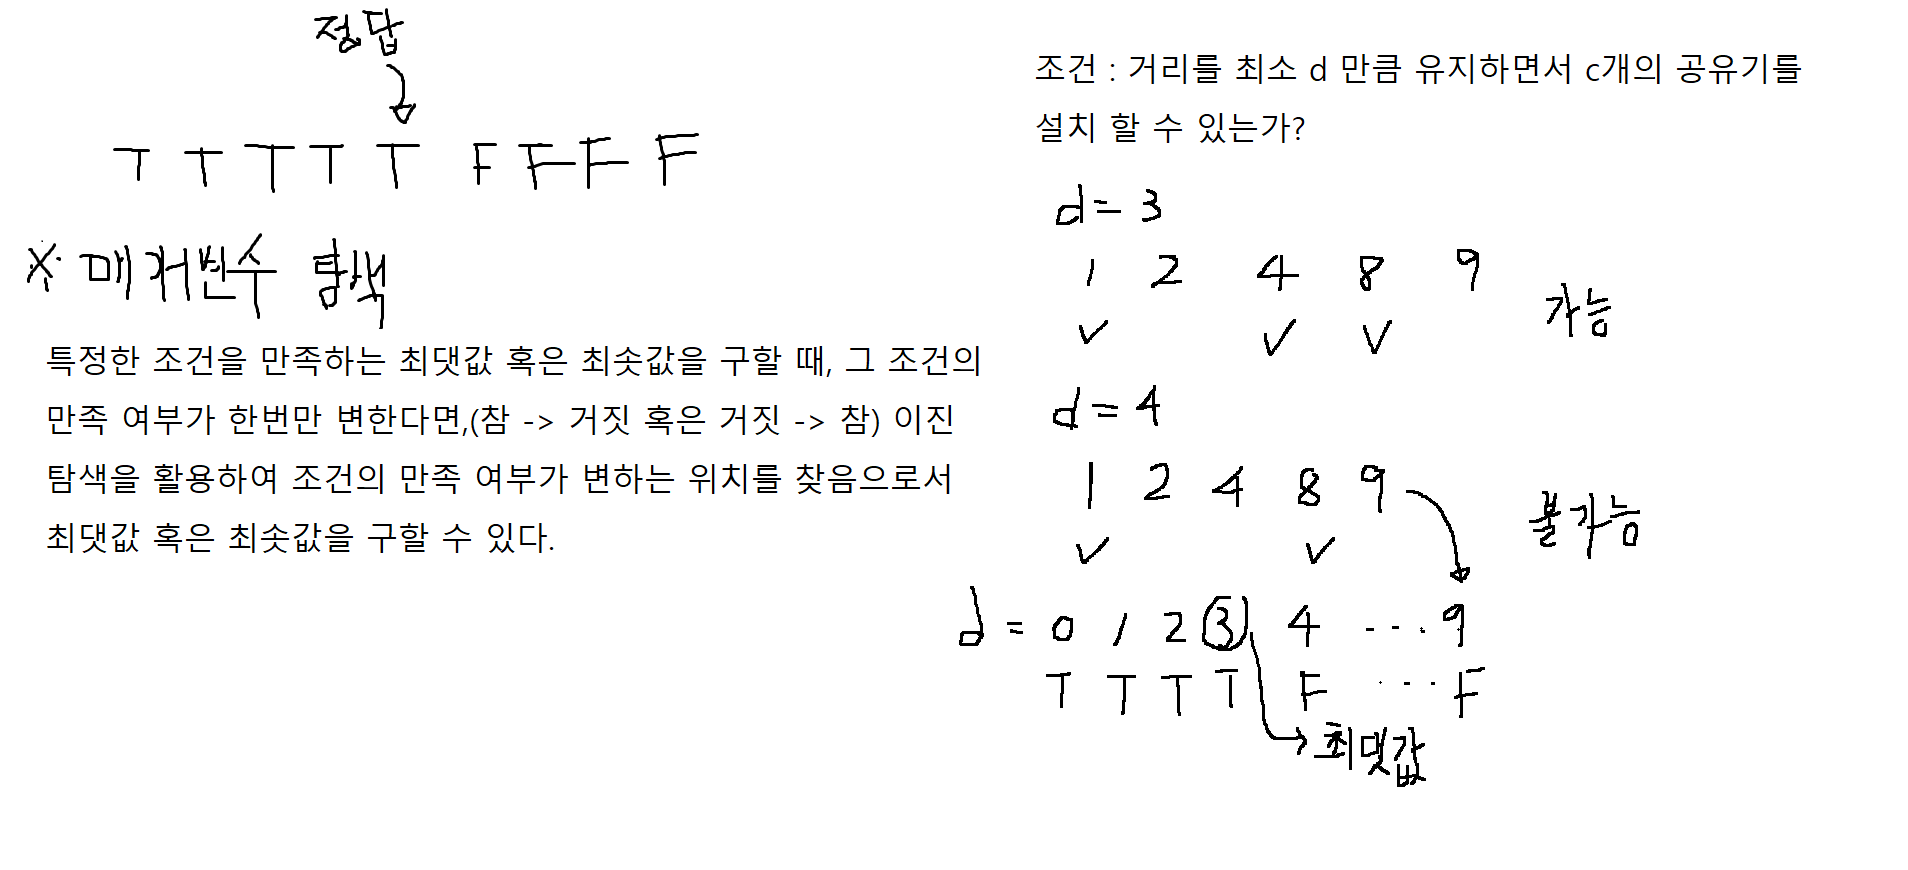 정답
T T T T T F F F F
※ 매개변수 탐색
특정한 조건을 만족하는 최댓값 혹은 최솟값을 구할 때, 그 조건의
만족 여부가 한번만 변한다면,(참 -> 거짓 혹은 거짓 -> 참) 이진
탐색을 활용하여 조건의 만족 여부가 변하는 위치를 찾음으로서
최댓값 혹은 최솟값을 구할 수 있다.
조건 : 거리를 최소 d 만큼 유지하면서 c개의 공유기를
설치 할 수 있는가?
d = 3
1 2 4 8 9
✓ ✓ ✓
가능
d = 4
1 2 4 8 9
✓ ✓
불가능
d = 0 1 2 3 4 ... 9
T T T T F ... F
최댓값